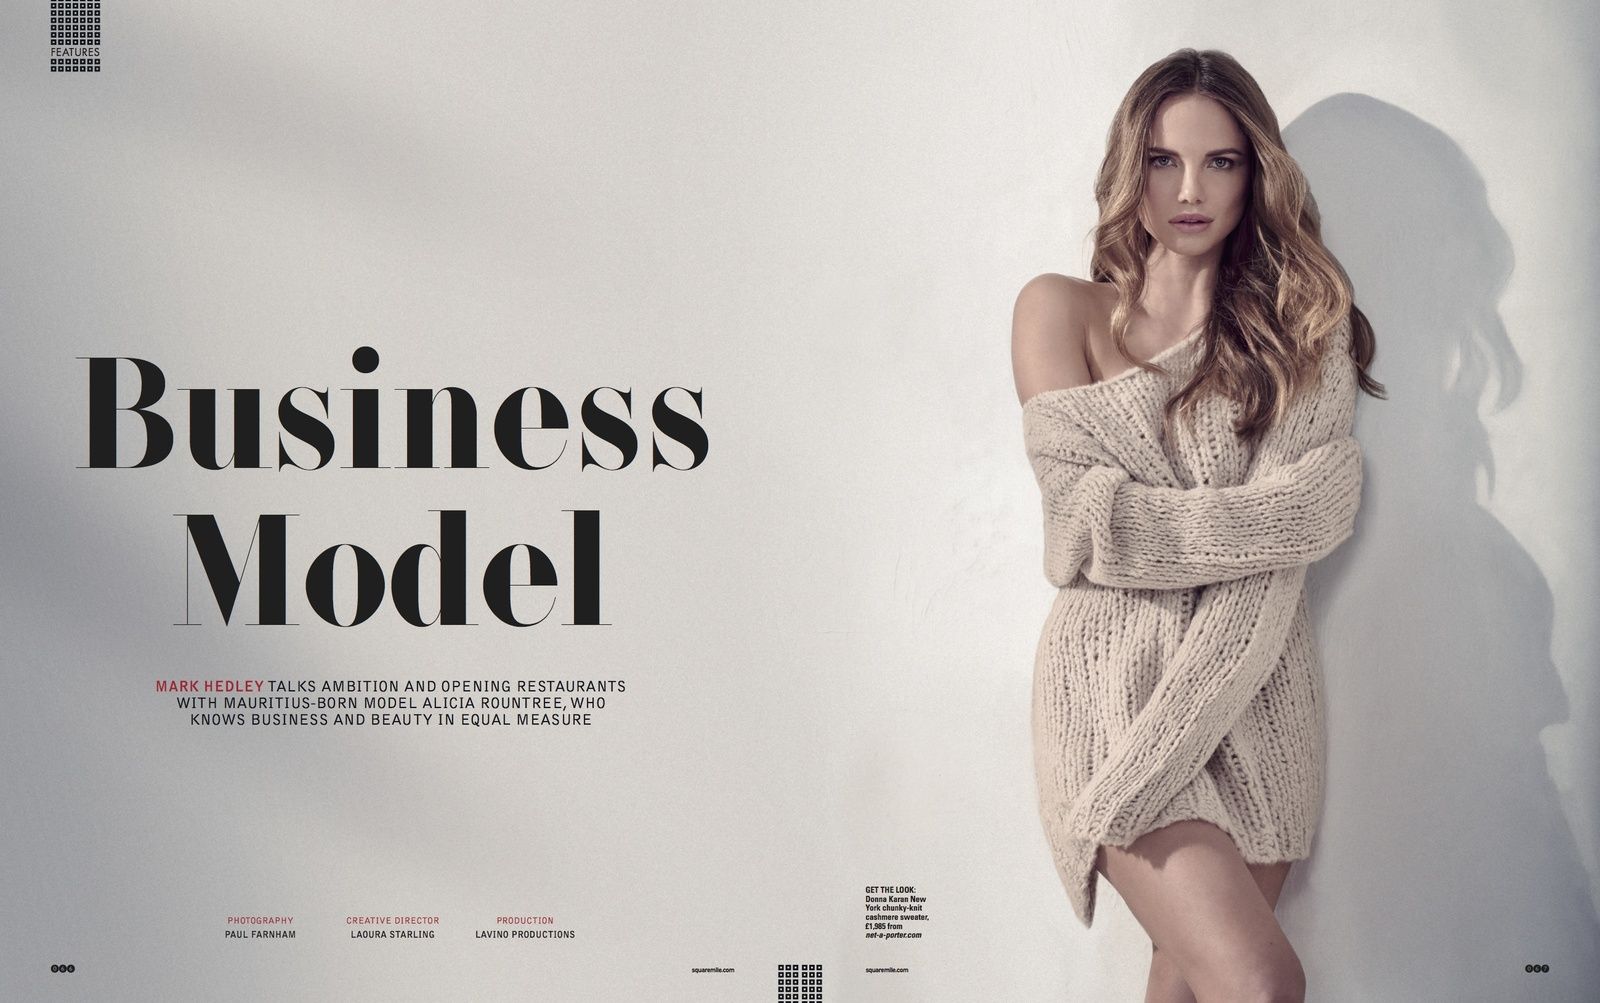 FEATURES
Business
Model
MARK HEDLEY TALKS AMBITION AND OPENING RESTAURANTS
WITH MAURITIUS-BORN MODEL ALICIA ROUNTREE, WHO
KNOWS BUSINESS AND BEAUTY IN EQUAL MEASURE
PHOTOGRAPHY
PAUL FARNHAM
CREATIVE DIRECTOR
LAOURA STARLING
PRODUCTION
LAVINO PRODUCTIONS
GET THE LOOK:
Donna Karan New
York chunky-knit
cashmere sweater,
£1,985 from
net-a-porter.com
066
squaremile.com
squaremile.com
067